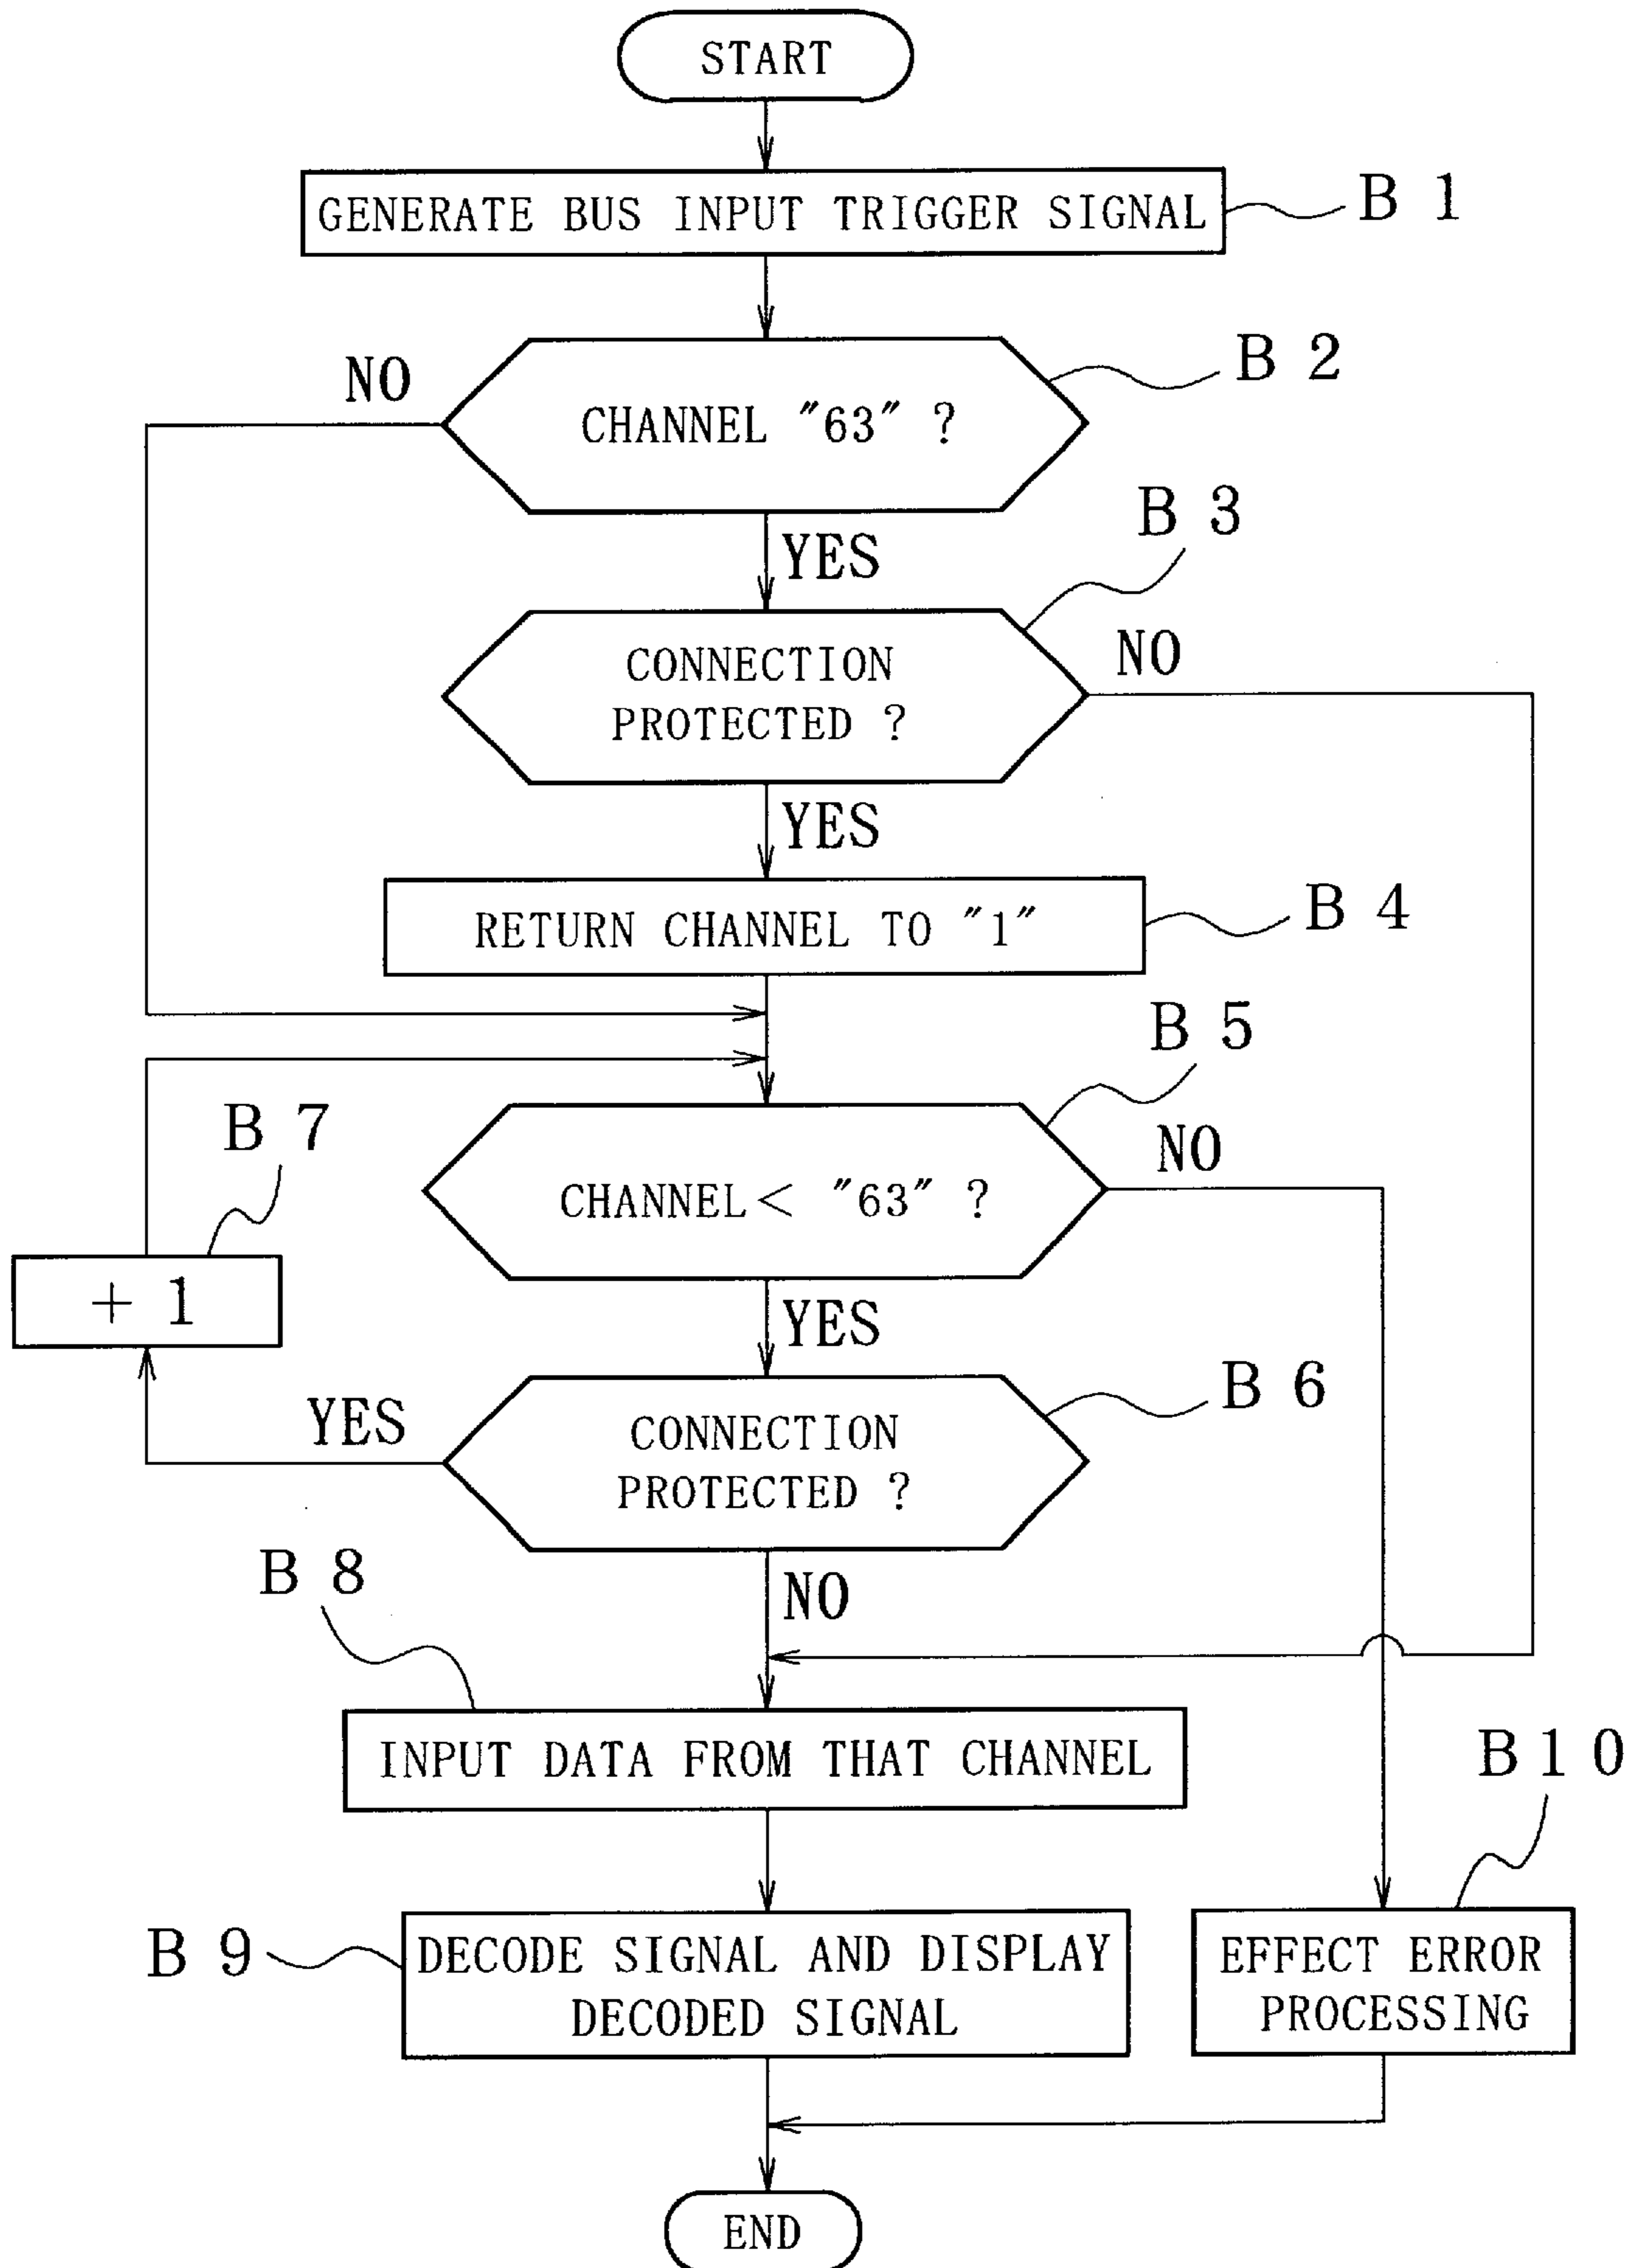 START
GENERATE BUS INPUT TRIGGER SIGNAL
B 1
NO
CHANNEL "63" ?
B 2
YES
B 3
CONNECTION
PROTECTED ?
NO
YES
RETURN CHANNEL TO "1"
B 4
B 5
B 7
CHANNEL < "63" ?
NO
+ 1
YES
B 6
YES
CONNECTION
PROTECTED ?
B 8
NO
INPUT DATA FROM THAT CHANNEL
B 1 0
B 9
DECODE SIGNAL AND DISPLAY
DECODED SIGNAL
EFFECT ERROR
PROCESSING
END